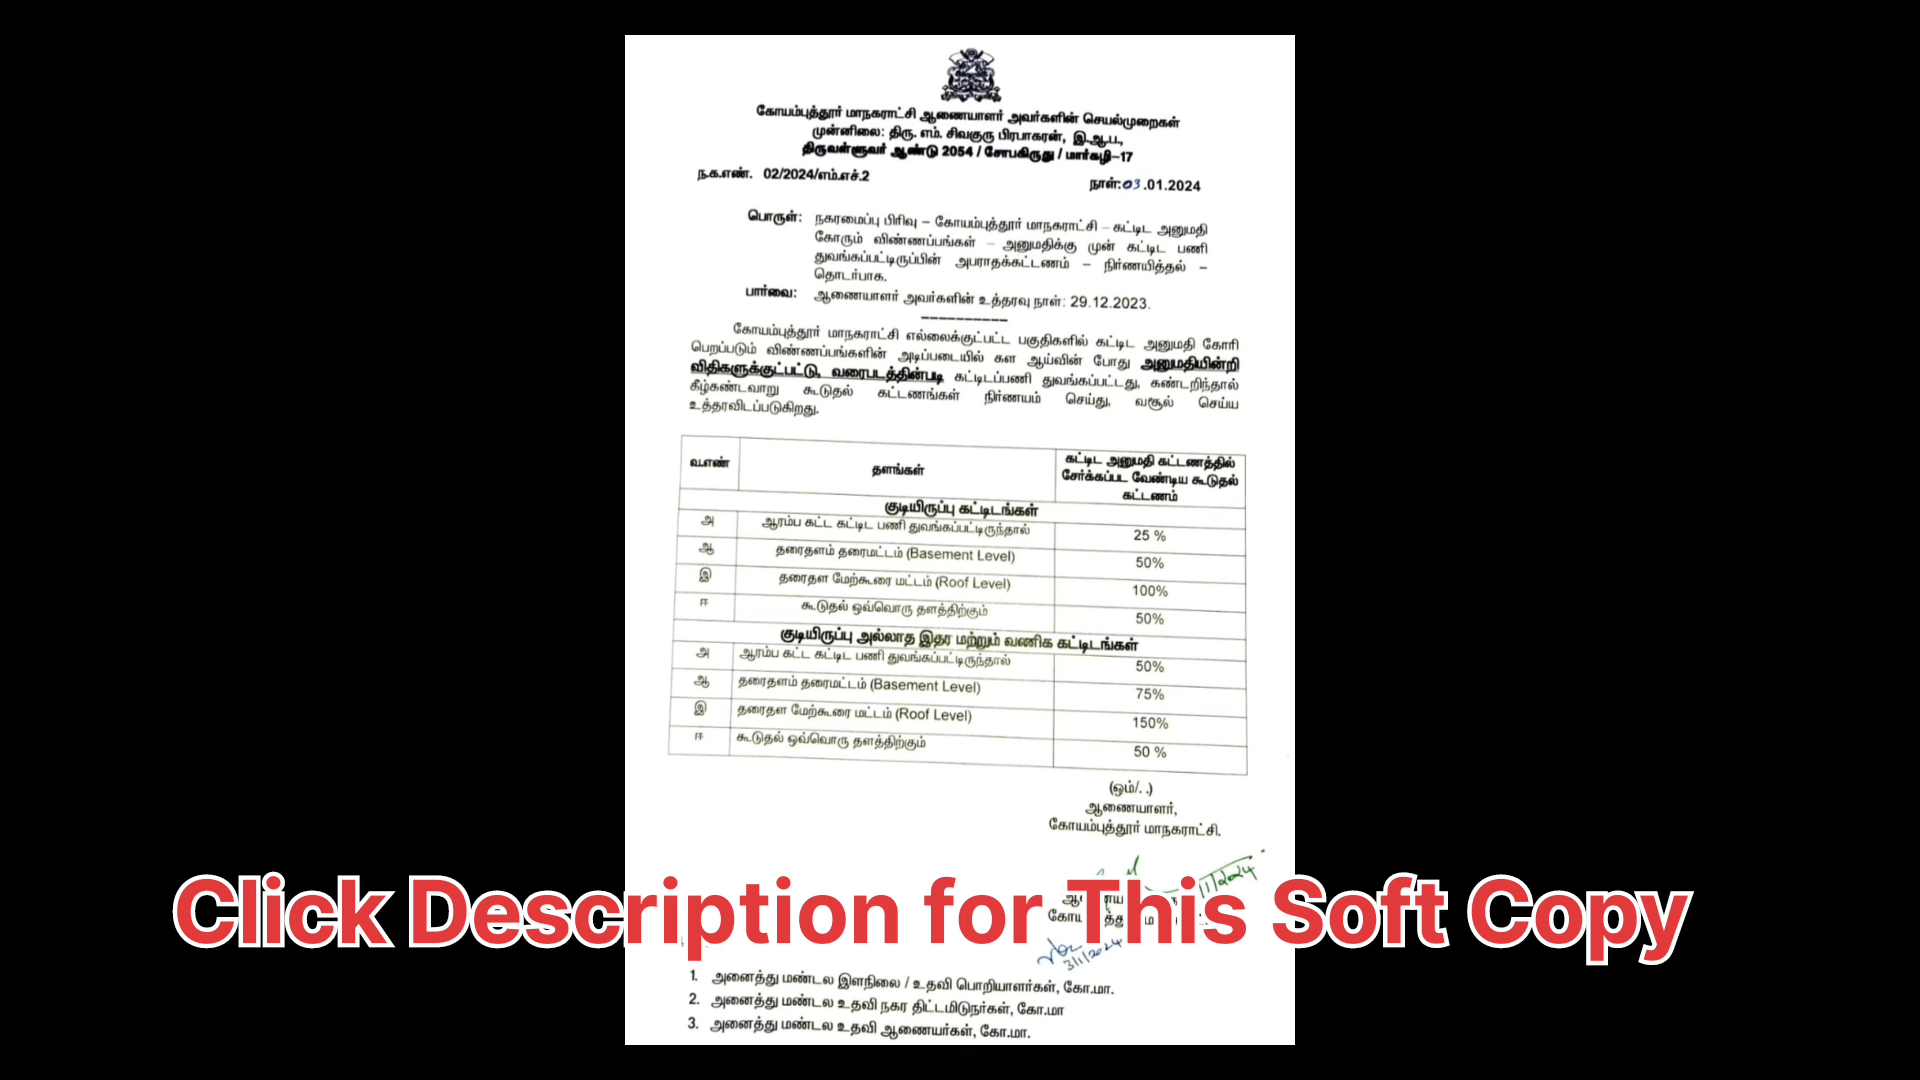 கோயம்புத்தூர் மாநகராட்சி ஆணையாளர் அவர்களின் செயல்முறைகள்
முன்னிலை: திரு. எம். சிவகுரு பிரபாகரன், இ.ஆ.ப.,
திருவள்ளுவர் ஆண்டு 2054 / சோபகிருது / மார்கழி–17
ந.க.எண். 02/2024/எம்.எச்.2 நாள்:03.01.2024
பொருள்: நகரமைப்பு பிரிவு – கோயம்புத்தூர் மாநகராட்சி – கட்டிட அனுமதி
கோரும் விண்ணப்பங்கள் – அனுமதிக்கு முன் கட்டிட பணி
துவங்கப்பட்டிருப்பின் அபராதக்கட்டணம் – நிர்ணயித்தல் –
தொடர்பாக.
பார்வை: ஆணையாளர் அவர்களின் உத்தரவு நாள்: 29.12.2023.
----------
கோயம்புத்தூர் மாநகராட்சி எல்லைக்குட்பட்ட பகுதிகளில் கட்டிட அனுமதி கோரி
பெறப்படும் விண்ணப்பங்களின் அடிப்படையில் கள ஆய்வின் போது அனுமதியின்றி
விதிகளுக்குட்பட்டு, வரைபடத்தின்படி கட்டிடப்பணி துவங்கப்பட்டது, கண்டறிந்தால்
கீழ்கண்டவாறு கூடுதல் கட்டணங்கள் நிர்ணயம் செய்து, வசூல் செய்ய
உத்தரவிடப்படுகிறது.
வ.எண் தளங்கள் கட்டிட அனுமதி கட்டணத்தில் சேர்க்கப்பட வேண்டிய கூடுதல் கட்டணம்
குடியிருப்பு கட்டிடங்கள்
அ ஆரம்ப கட்ட கட்டிட பணி துவங்கப்பட்டிருந்தால் 25 %
ஆ தரைதளம் தரைமட்டம் (Basement Level) 50%
இ தரைதள மேற்கூரை மட்டம் (Roof Level) 100%
ஈ கூடுதல் ஒவ்வொரு தளத்திற்கும் 50%
குடியிருப்பு அல்லாத இதர மற்றும் வணிக கட்டிடங்கள்
அ ஆரம்ப கட்ட கட்டிட பணி துவங்கப்பட்டிருந்தால் 50%
ஆ தரைதளம் தரைமட்டம் (Basement Level) 75%
இ தரைதள மேற்கூரை மட்டம் (Roof Level) 150%
ஈ கூடுதல் ஒவ்வொரு தளத்திற்கும் 50 %
(ஒம்/. .)
ஆணையாளர்,
கோயம்புத்தூர் மாநகராட்சி.
Click Description for This Soft Copy
3/1/2024
1. அனைத்து மண்டல இளநிலை / உதவி பொறியாளர்கள், கோ.மா.
2. அனைத்து மண்டல உதவி நகர திட்டமிடுநர்கள், கோ.மா
3. அனைத்து மண்டல உதவி ஆணையர்கள், கோ.மா.